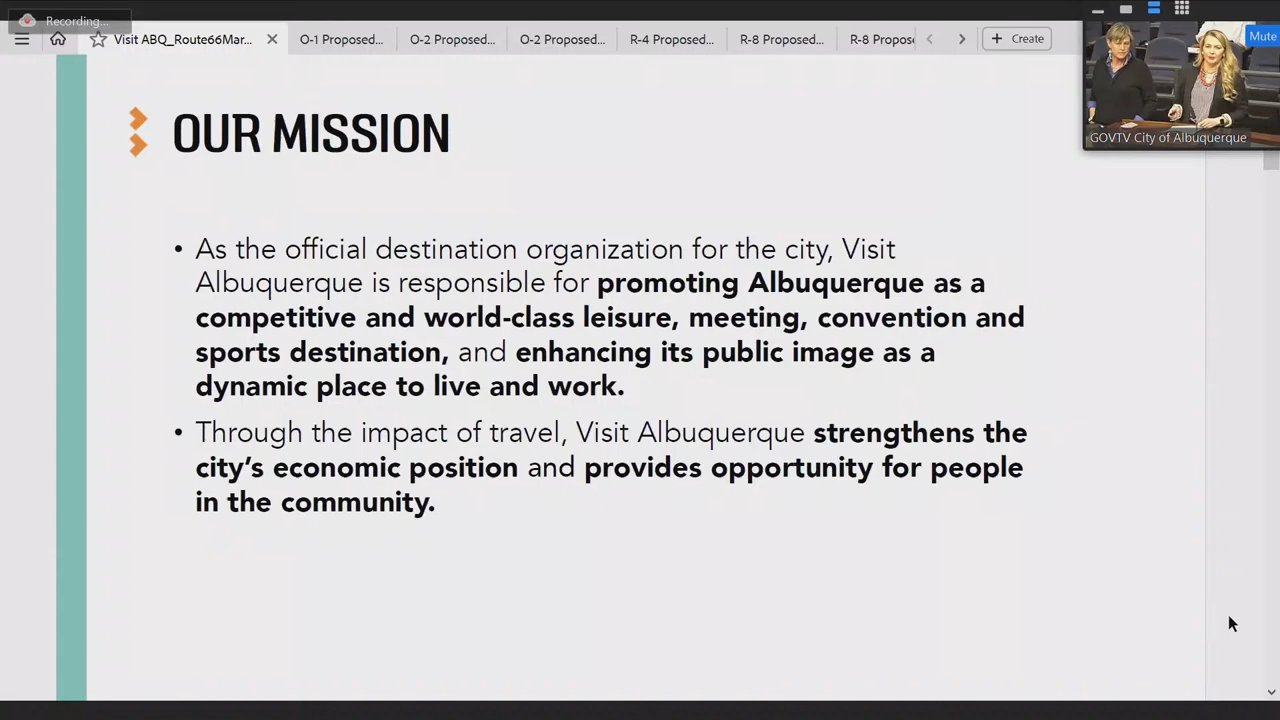 Recording...
Visit ABQ_Route66Mar...
O-1 Proposed...
O-2 Proposed...
O-2 Proposed...
R-4 Proposed...
R-8 Proposed...
R-8 Propose
Create
Mute
GOVTV City of Albuquerque
OUR MISSION
• As the official destination organization for the city, Visit
Albuquerque is responsible for promoting Albuquerque as a
competitive and world-class leisure, meeting, convention and
sports destination, and enhancing its public image as a
dynamic place to live and work.
• Through the impact of travel, Visit Albuquerque strengthens the
city’s economic position and provides opportunity for people
in the community.